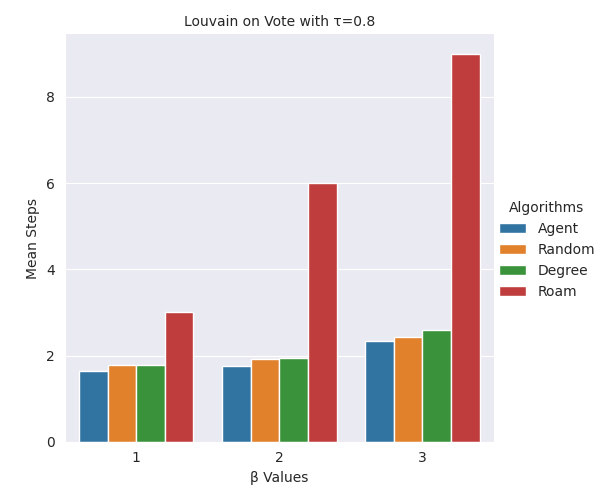 Louvain on Vote with τ=0.8
Mean Steps
8
6
4
2
0
1 2 3
β Values
Algorithms
Agent
Random
Degree
Roam